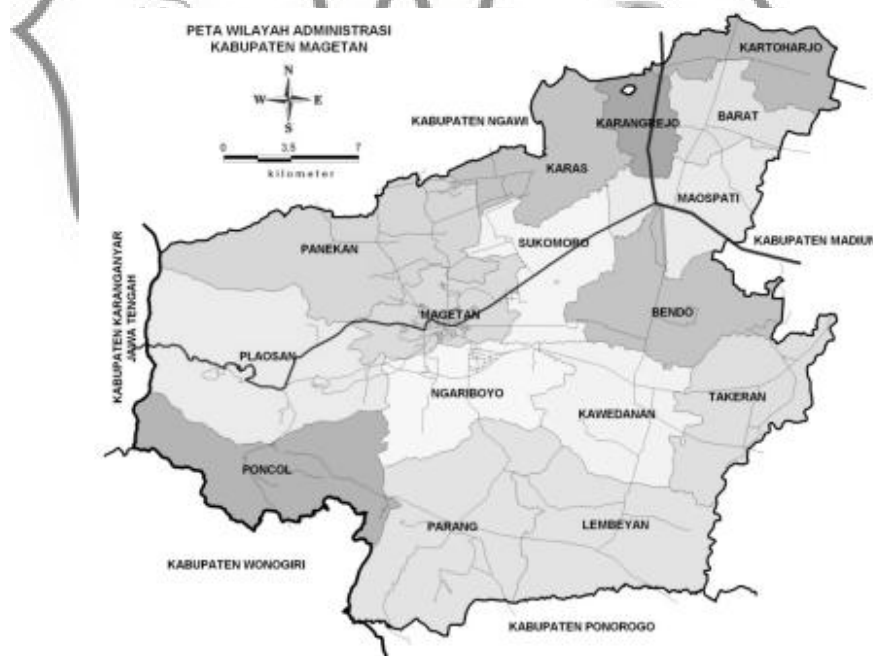 PETA WILAYAH ADMINISTRASI
KABUPATEN MAGETAN
N
W E
S
0 3.5 7
kilometer
KARTOHARJO
KABUPATEN NGAWI
KARANGREJO
BARAT
KARAS
MAOSPATI
PANEKAN
SUKOMORO
KABUPATEN MADIUN
KABUPATEN KARANGANYAR
JAWA TENGAH
MAGETAN
BENDO
PLAOSAN
NGARIBOYO
KAWEDANAN
TAKERAN
PONCOL
PARANG
LEMBEYAN
KABUPATEN WONOGIRI
KABUPATEN PONOROGO